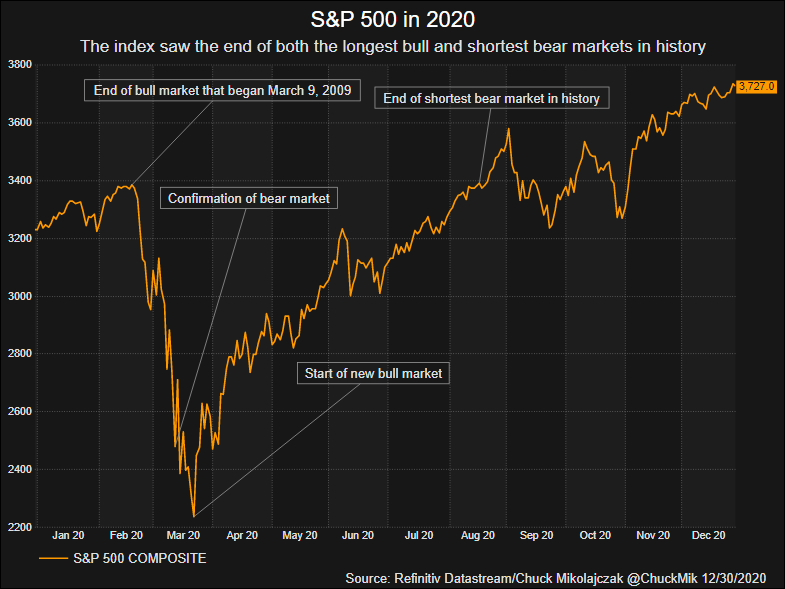 S&P 500 in 2020
The index saw the end of both the longest bull and shortest bear markets in history
3800
End of bull market that began March 9, 2009
3,727.0
End of shortest bear market in history
3600
3400
Confirmation of bear market
3200
3000
2800
Start of new bull market
2600
2400
2200
Jan 20 Feb 20 Mar 20 Apr 20 May 20 Jun 20 Jul 20 Aug 20 Sep 20 Oct 20 Nov 20 Dec 20
S&P 500 COMPOSITE
Source: Refinitiv Datastream/Chuck Mikolajczak @ChuckMik 12/30/2020